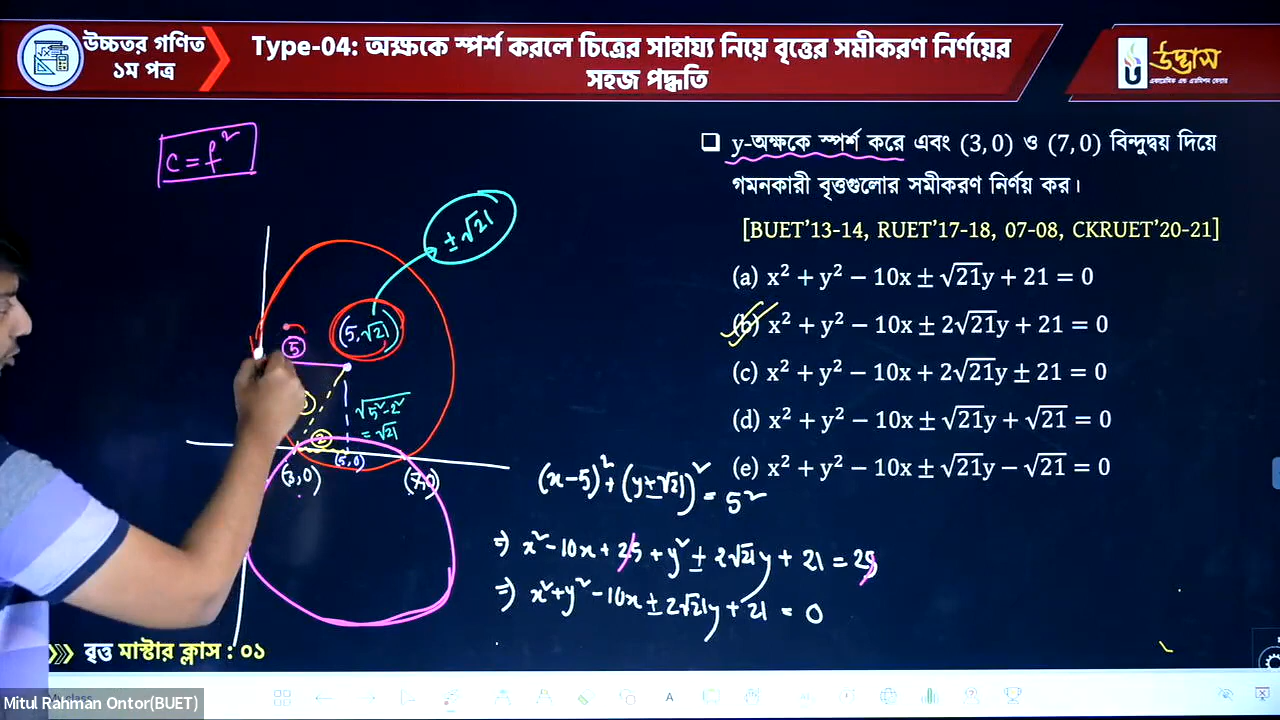 উচ্চতর গণিত
১ম পত্র
Type-04: অক্ষকে স্পর্শ করলে চিত্রের সাহায্য নিয়ে বৃত্তের সমীকরণ নির্ণয়ের
সহজ পদ্ধতি
উদ্ভাস
একাডেমিক এন্ড এডমিশন কেয়ার
c = f²
y-অক্ষকে স্পর্শ করে এবং (3, 0) ও (7, 0) বিন্দুদ্বয় দিয়ে
গমনকারী বৃত্তগুলোর সমীকরণ নির্ণয় কর।
[BUET'13-14, RUET'17-18, 07-08, CKRUET'20-21]
(a) x² + y² − 10x ± √21y + 21 = 0
(b) x² + y² − 10x ± 2√21y + 21 = 0
(c) x² + y² − 10x + 2√21y ± 21 = 0
(d) x² + y² − 10x ± √21y + √21 = 0
(e) x² + y² − 10x ± √21y − √21 = 0
±√21
(5, √21)
5
√5²−2²
= √21
2
(5, 0)
(3, 0)
(7, 0)
(x−5)² + (y±√21)² = 5²
⇒ x² − 10x + 25 + y² ± 2√21y + 21 = 25
⇒ x² + y² − 10x ± 2√21y + 21 = 0
বৃত্ত মাস্টার ক্লাস : ০১
Mitul Rahman Ontor(BUET)